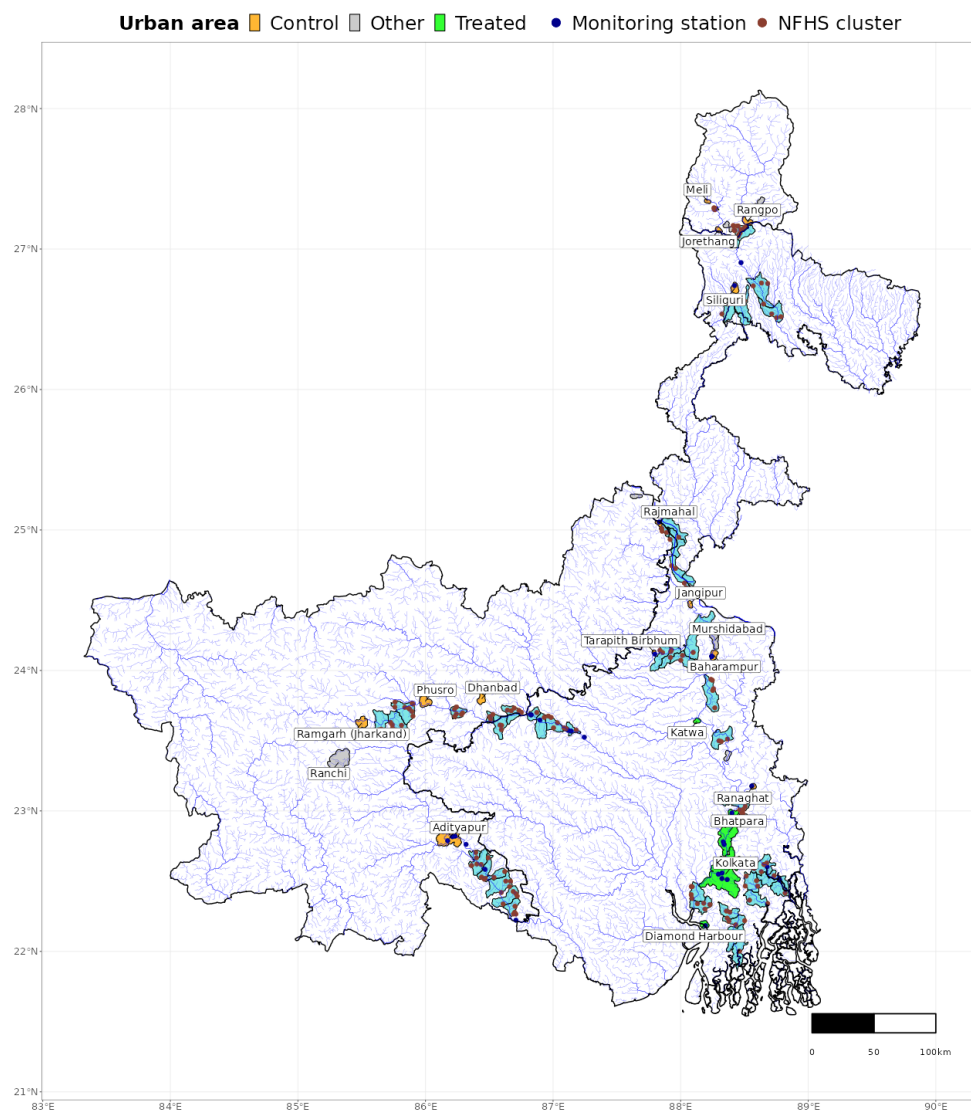 Urban area Control Other Treated Monitoring station NFHS cluster
28°N
Meli
Rangpo
Jorethang
27°N
Siliguri
26°N
Rajmahal
25°N
Jangipur
Murshidabad
Tarapith Birbhum
Baharampur
24°N
Phusro
Dhanbad
Katwa
Ramgarh (Jharkand)
Ranchi
Ranaghat
23°N
Bhatpara
Adityapur
Kolkata
Diamond Harbour
22°N
0 50 100km
21°N
83°E 84°E 85°E 86°E 87°E 88°E 89°E 90°E